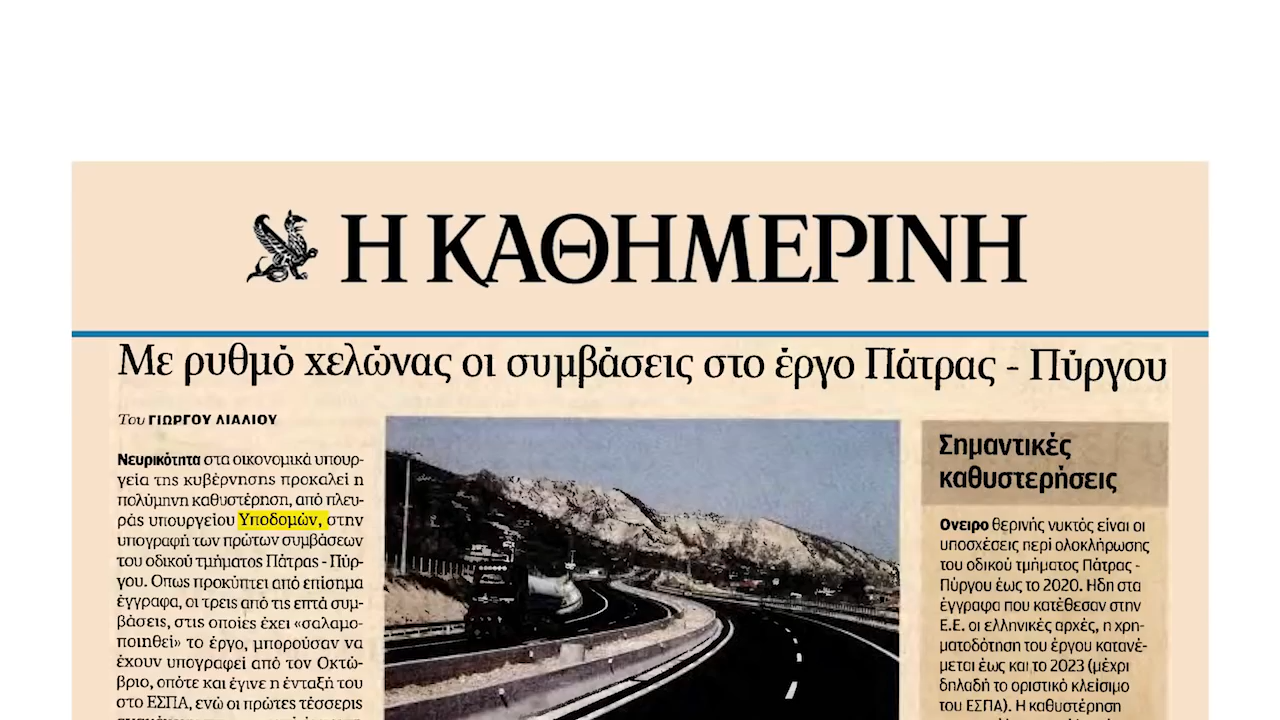 Η ΚΑΘΗΜΕΡΙΝΗ
Με ρυθμό χελώνας οι συμβάσεις στο έργο Πάτρας - Πύργου
Του ΓΙΩΡΓΟΥ ΛΙΑΛΙΟΥ
Νευρικότητα στα οικονομικά υπουρ-
γεία της κυβέρνησης προκαλεί η
πολύμηνη καθυστέρηση, από πλευ-
ράς υπουργείου Υποδομών, στην
υπογραφή των πρώτων συμβάσεων
του οδικού τμήματος Πάτρας - Πύρ-
γου. Οπως προκύπτει από επίσημα
έγγραφα, οι τρεις από τις επτά συμ-
βάσεις, στις οποίες έχει «σαλαμο-
ποιηθεί» το έργο, μπορούσαν να
έχουν υπογραφεί από τον Οκτώ-
βριο, οπότε και έγινε η ένταξή του
στο ΕΣΠΑ, ενώ οι πρώτες τέσσερις
Σημαντικές
καθυστερήσεις
Ονειρο θερινής νυκτός είναι οι
υποσχέσεις περί ολοκλήρωσης
του οδικού τμήματος Πάτρας -
Πύργου έως το 2020. Ηδη στα
έγγραφα που κατέθεσαν στην
Ε.Ε. οι ελληνικές αρχές, η χρη-
ματοδότηση του έργου κατανέ-
μεται έως και το 2023 (μέχρι
δηλαδή το οριστικό κλείσιμο
του ΕΣΠΑ). Η καθυστέρηση